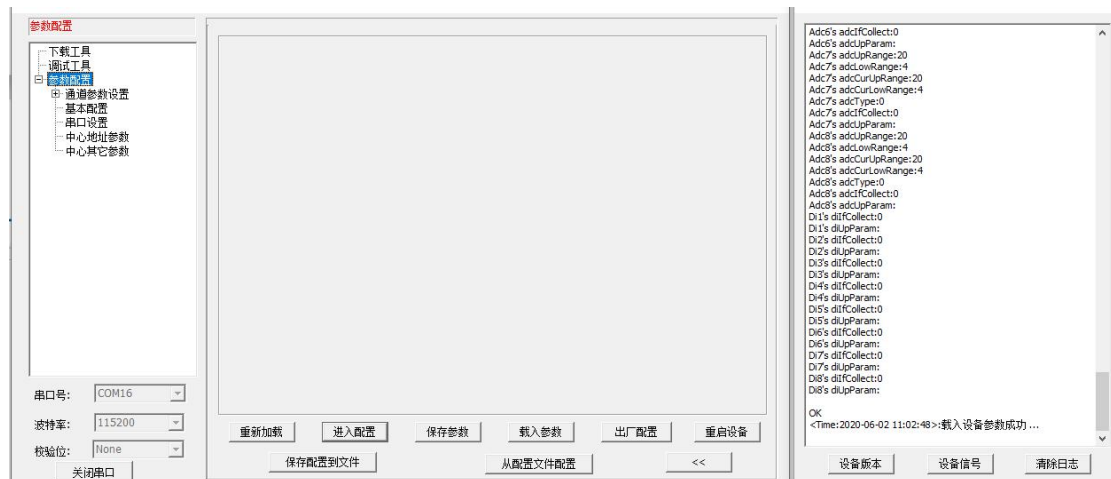 参数配置
下载工具
调试工具
参数配置
通道参数设置
基本配置
串口设置
中心地址参数
中心其它参数
串口号:
COM16
波特率:
115200
校验位:
None
关闭串口
重新加载
进入配置
保存参数
载入参数
出厂配置
重启设备
保存配置到文件
从配置文件配置
<<
Adc6's adcIfCollect:0
Adc6's adcUpParam:
Adc7's adcUpRange:20
Adc7's adcLowRange:4
Adc7's adcCurUpRange:20
Adc7's adcCurLowRange:4
Adc7's adcType:0
Adc7's adcIfCollect:0
Adc7's adcUpParam:
Adc8's adcUpRange:20
Adc8's adcLowRange:4
Adc8's adcCurUpRange:20
Adc8's adcCurLowRange:4
Adc8's adcType:0
Adc8's adcIfCollect:0
Adc8's adcUpParam:
Di1's diIfCollect:0
Di1's diUpParam:
Di2's diIfCollect:0
Di2's diUpParam:
Di3's diIfCollect:0
Di3's diUpParam:
Di4's diIfCollect:0
Di4's diUpParam:
Di5's diIfCollect:0
Di5's diUpParam:
Di6's diIfCollect:0
Di6's diUpParam:
Di7's diIfCollect:0
Di7's diUpParam:
Di8's diIfCollect:0
Di8's diUpParam:
OK
<Time:2020-06-02 11:02:48>:载入设备参数成功 ...
设备版本
设备信号
清除日志